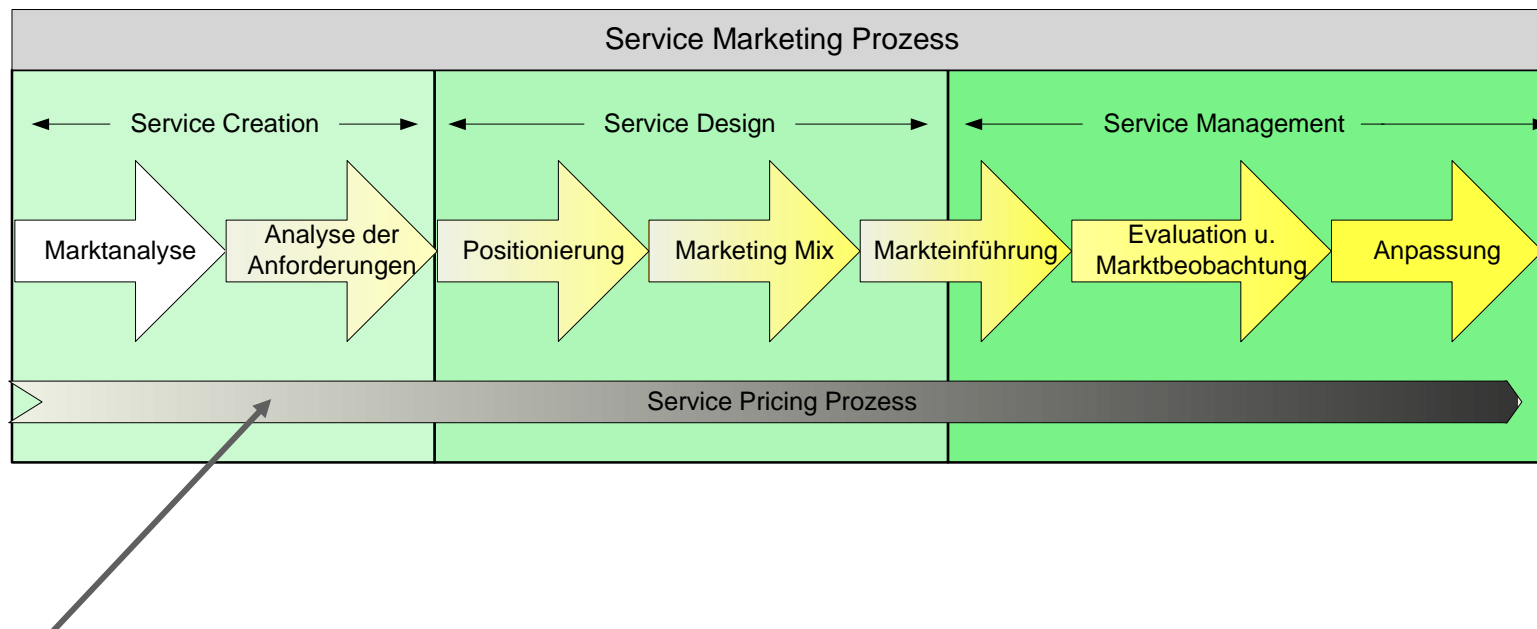 Service Marketing Prozess
Service Creation
Service Design
Service Management
Marktanalyse
Analyse der
Anforderungen
Positionierung
Marketing Mix
Markteinführung
Evaluation u.
Marktbeobachtung
Anpassung
Service Pricing Prozess